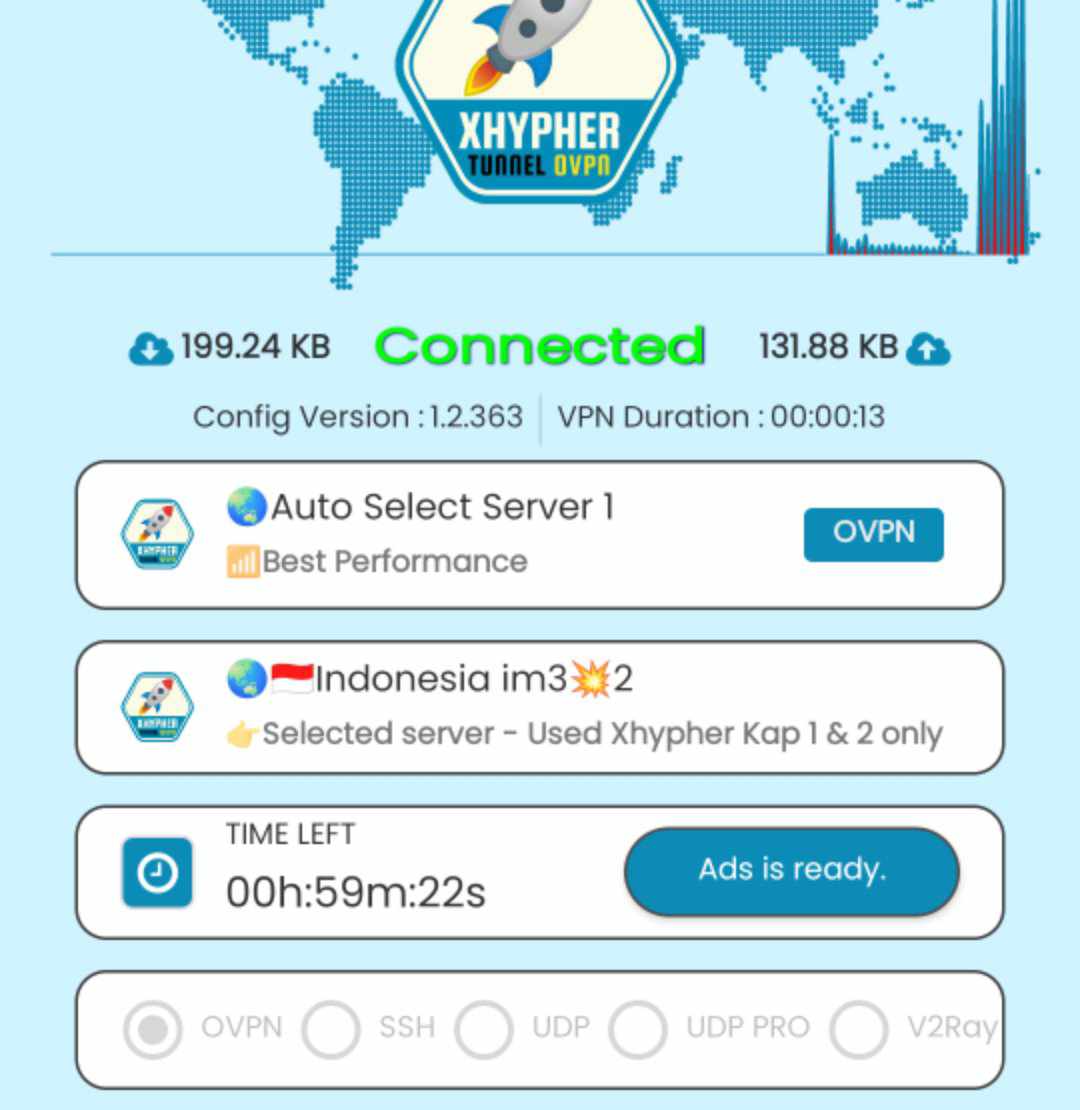 XHYPHER
TUNNEL OVPN
199.24 KB Connected 131.88 KB
Config Version : 1.2.363 VPN Duration : 00:00:13
Auto Select Server 1
OVPN
Best Performance
Indonesia im3💥2
Selected server - Used Xhypher Kap 1 & 2 only
TIME LEFT
00h:59m:22s
Ads is ready.
OVPN SSH UDP UDP PRO V2Ray